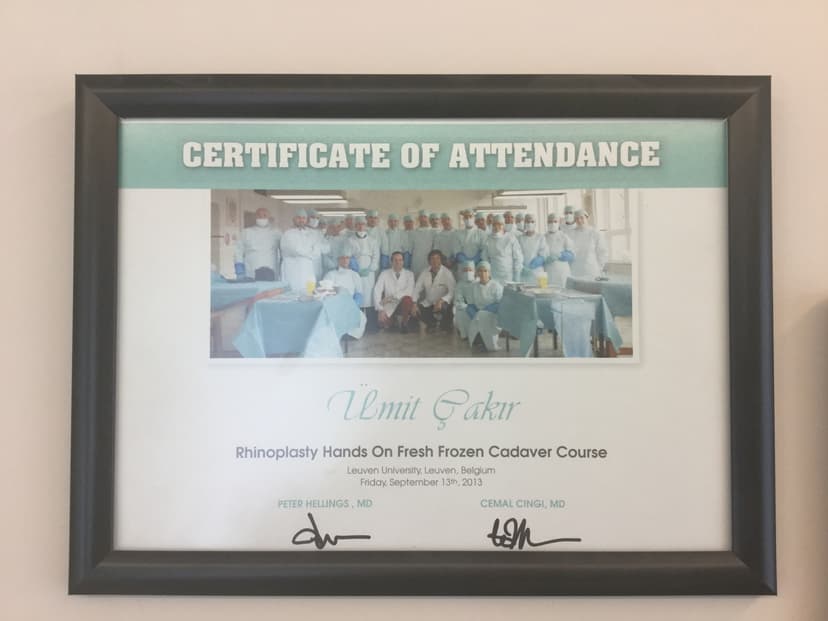 CERTIFICATE OF ATTENDANCE
Ümit Çakır
Rhinoplasty Hands On Fresh Frozen Cadaver Course
Leuven University, Leuven, Belgium
Friday, September 13th, 2013
PETER HELLINGS, MD
CEMAL CINGI, MD